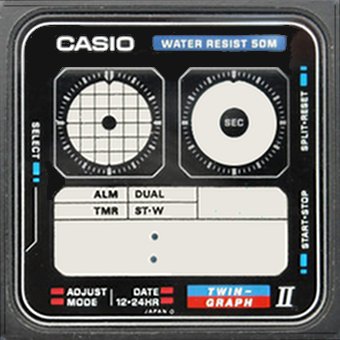 CASIO
WATER RESIST 50M
SPLIT•RESET
SEC
SELECT
ALM DUAL
TMR ST•W
START•STOP
ADJUST DATE TWIN-
MODE 12•24HR GRAPH II
JAPAN